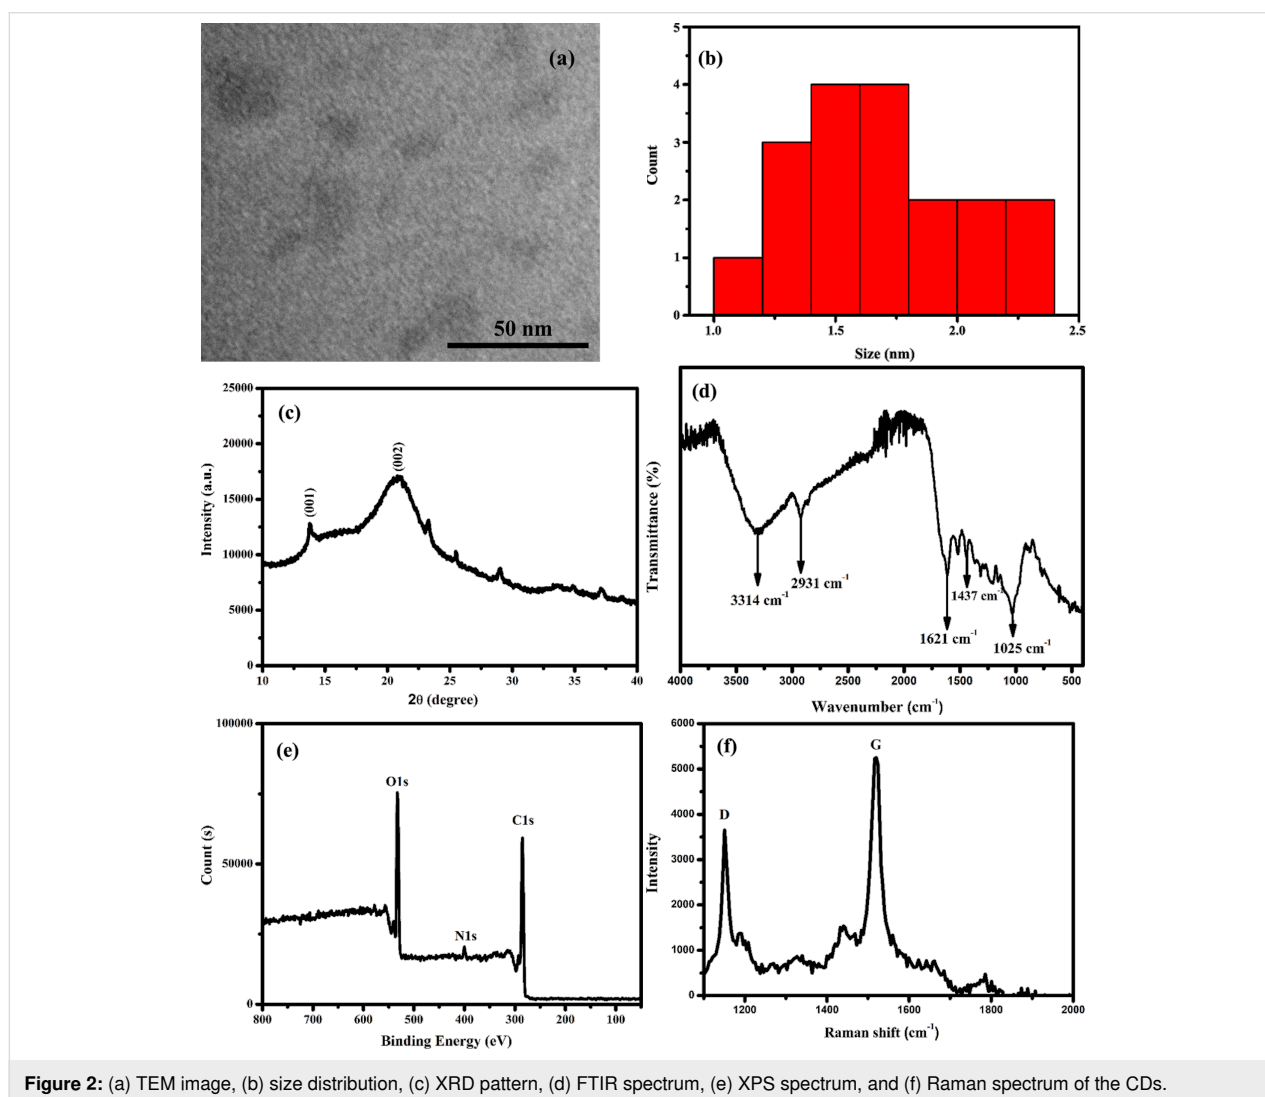 (a)
50 nm
(b)
5
4
3
2
1
0
Count
1.0 1.5 2.0 2.5
Size (nm)
(c)
25000
20000
15000
10000
5000
0
Intensity (a.u.)
(001)
(002)
10 15 20 25 30 35 40
2θ (degree)
(d)
Transmittance (%)
3314 cm-1
2931 cm-1
1621 cm-1
1437 cm-1
1025 cm-1
4000 3500 3000 2500 2000 1500 1000 500
Wavenumber (cm-1)
(e)
100000
50000
0
Count (s)
O1s
N1s
C1s
800 700 600 500 400 300 200 100
Binding Energy (eV)
(f)
6000
5000
4000
3000
2000
1000
0
Intensity
D
G
1200 1400 1600 1800 2000
Raman shift (cm-1)
Figure 2: (a) TEM image, (b) size distribution, (c) XRD pattern, (d) FTIR spectrum, (e) XPS spectrum, and (f) Raman spectrum of the CDs.